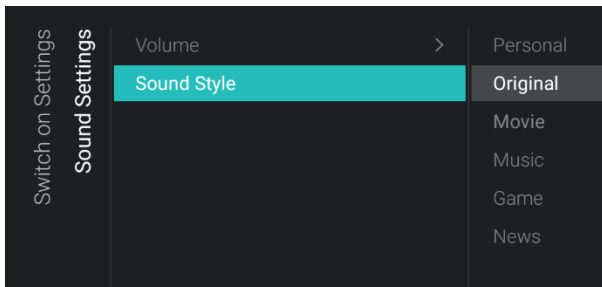 Switch on Settings
Sound Settings
Volume >
Sound Style
Personal
Original
Movie
Music
Game
News